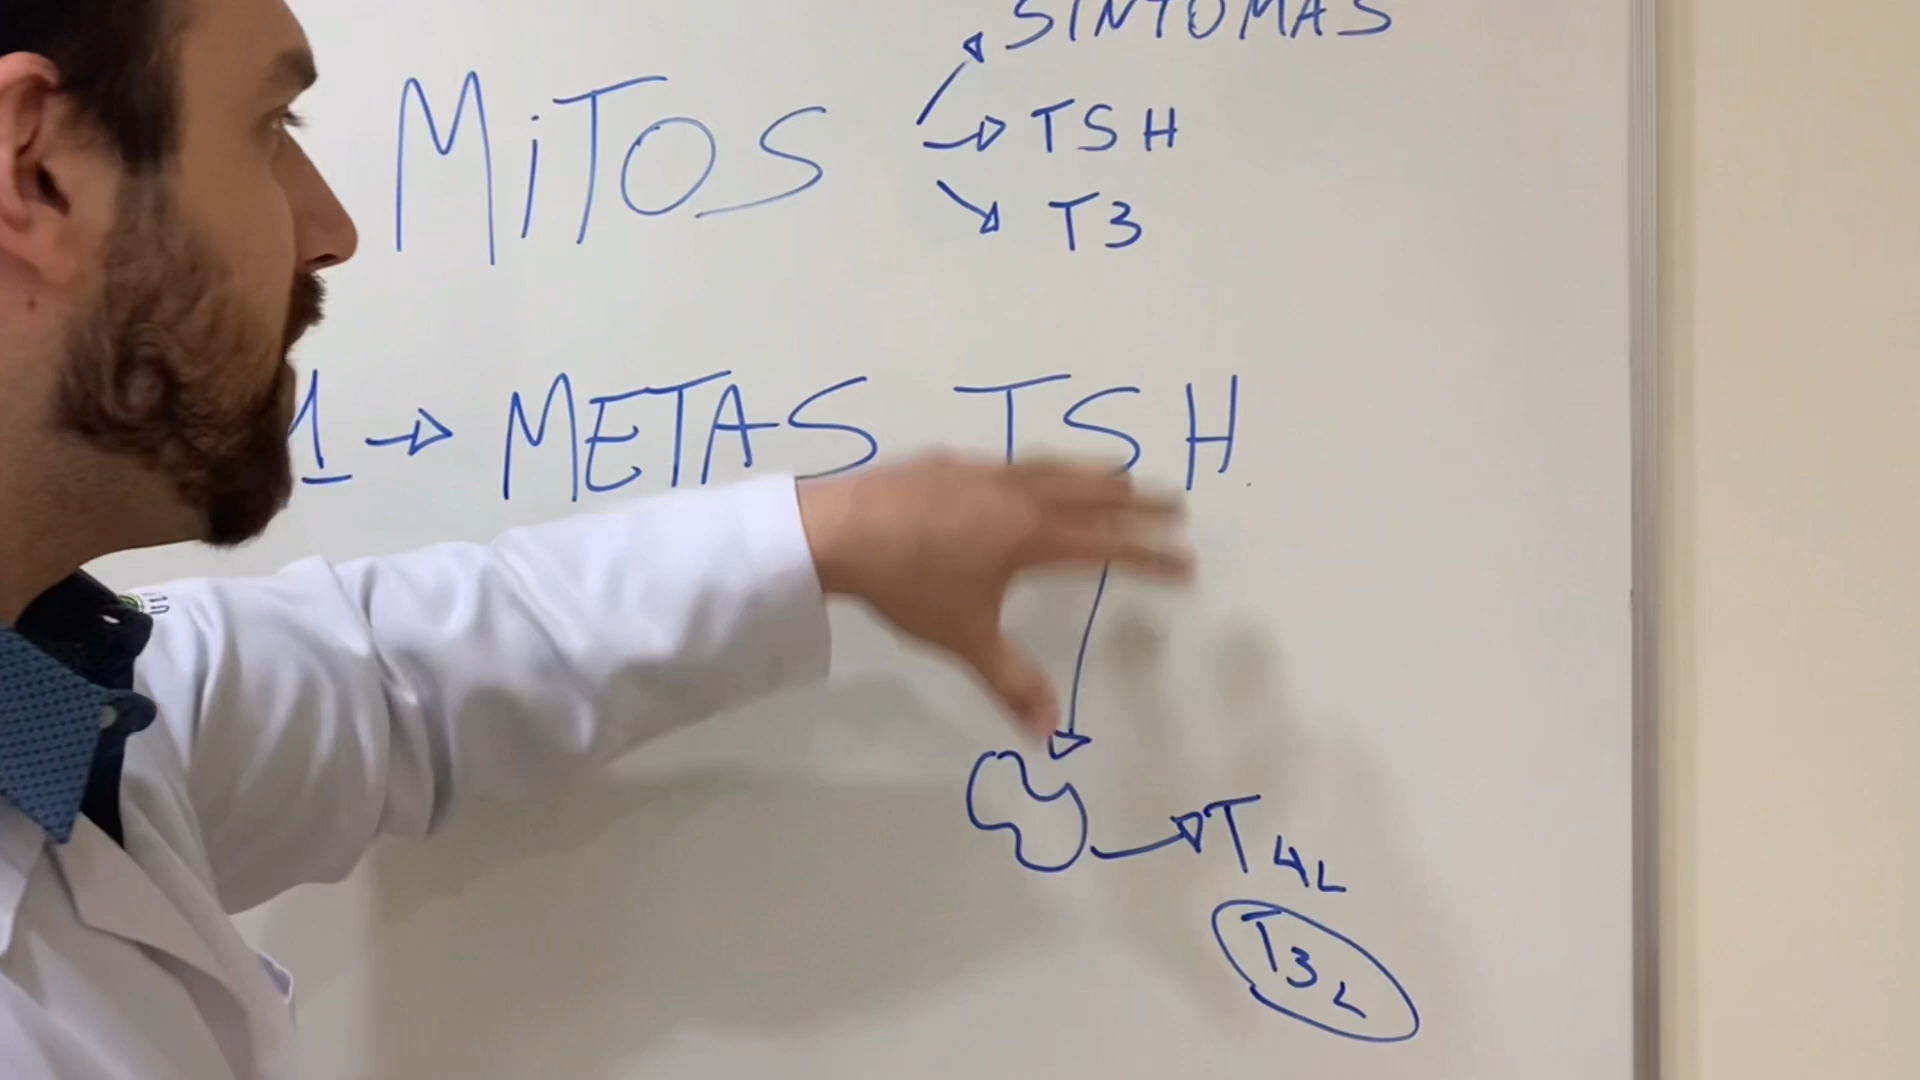 SINTOMAS
MiTOS
TSH
T3
1 → METAS TSH
T4L
T3L